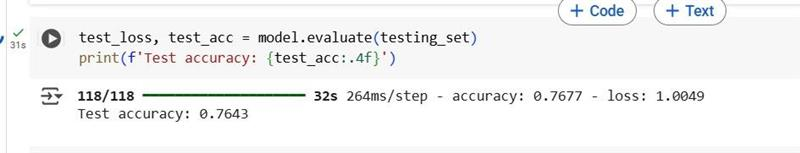 + Code + Text
31s
test_loss, test_acc = model.evaluate(testing_set)
print(f'Test accuracy: {test_acc:.4f}')
118/118 32s 264ms/step - accuracy: 0.7677 - loss: 1.0049
Test accuracy: 0.7643